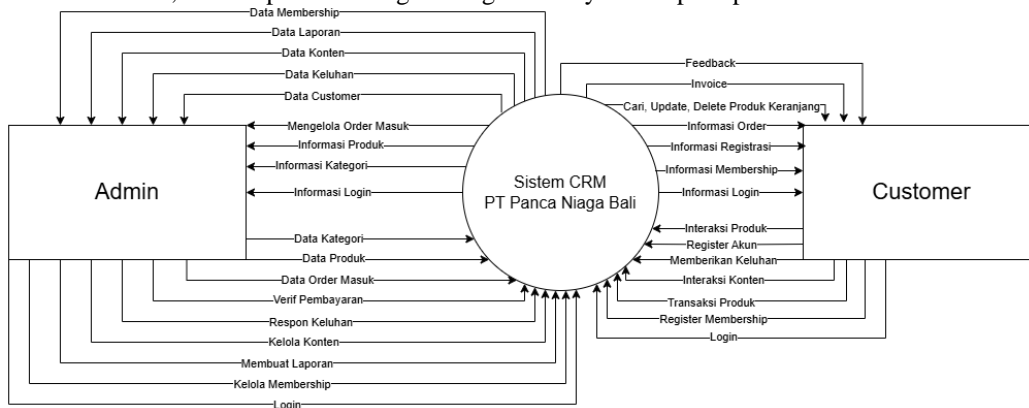 Data Membership
Data Laporan
Data Konten
Data Keluhan
Data Customer
Mengelola Order Masuk
Informasi Produk
Informasi Kategori
Informasi Login
Admin
Data Kategori
Data Produk
Data Order Masuk
Verif Pembayaran
Respon Keluhan
Kelola Konten
Membuat Laporan
Kelola Membership
Login
Sistem CRM
PT Panca Niaga Bali
Feedback
Invoice
Cari, Update, Delete Produk Keranjang
Informasi Order
Informasi Registrasi
Informasi Membership
Informasi Login
Customer
Interaksi Produk
Register Akun
Memberikan Keluhan
Interaksi Konten
Transaksi Produk
Register Membership
Login